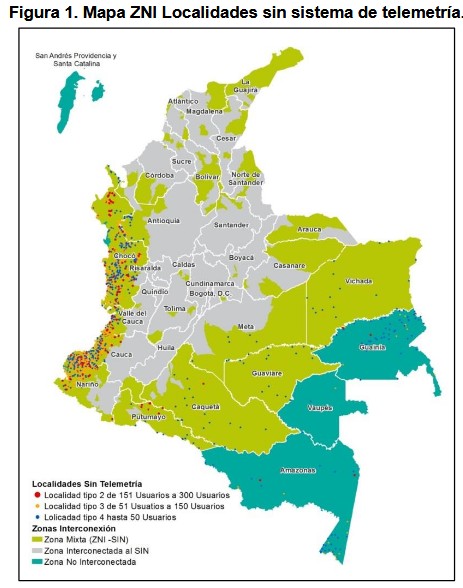 Figura 1. Mapa ZNI Localidades sin sistema de telemetría.
San Andrés Providencia y
Santa Catalina
La
Guajira
Atlántico
Magdalena
Cesar
Sucre
Córdoba
Bolívar
Norte de
Santander
Antioquia
Santander
Arauca
Chocó
Risaralda
Caldas
Boyaca
Casanare
Cundinamarca
Bogotá, D.C.
Vichada
Quindio
Tolima
Valle del
Cauca
Meta
Huila
Guainía
Cauca
Guaviare
Nariño
Vaupés
Caquetá
Putumayo
Amazonas
Localidades Sin Telemetría
Localidad tipo 2 de 151 Usuarios a 300 Usuarios
Localidad tipo 3 de 51 Usuatios a 150 Usuarios
Lolicadad tipo 4 hasta 50 Usuarios
Zonas Interconexión
Zona Mixta (ZNI -SIN)
Zona Interconectada al SIN
Zona No Interconectada